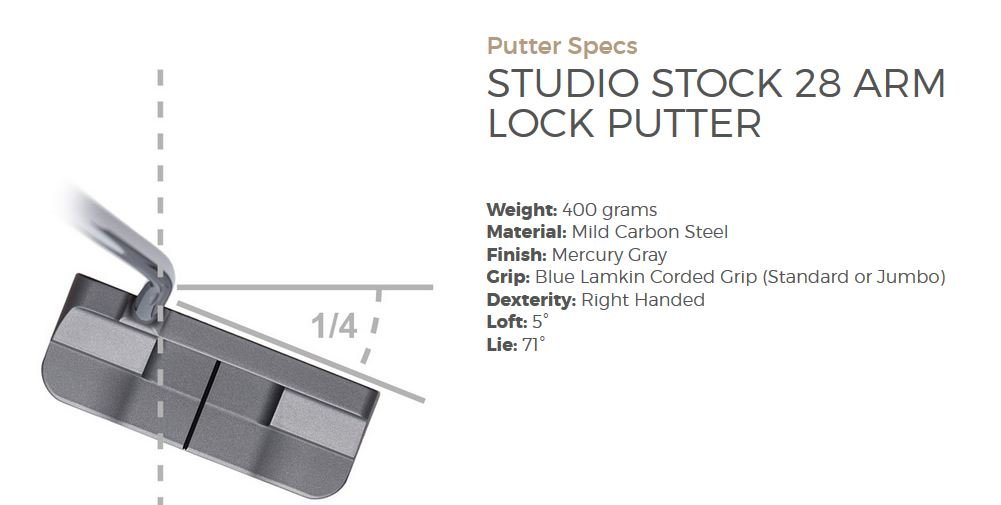 Putter Specs
STUDIO STOCK 28 ARM
LOCK PUTTER
Weight: 400 grams
Material: Mild Carbon Steel
Finish: Mercury Gray
Grip: Blue Lamkin Corded Grip (Standard or Jumbo)
Dexterity: Right Handed
Loft: 5°
Lie: 71°
1/4